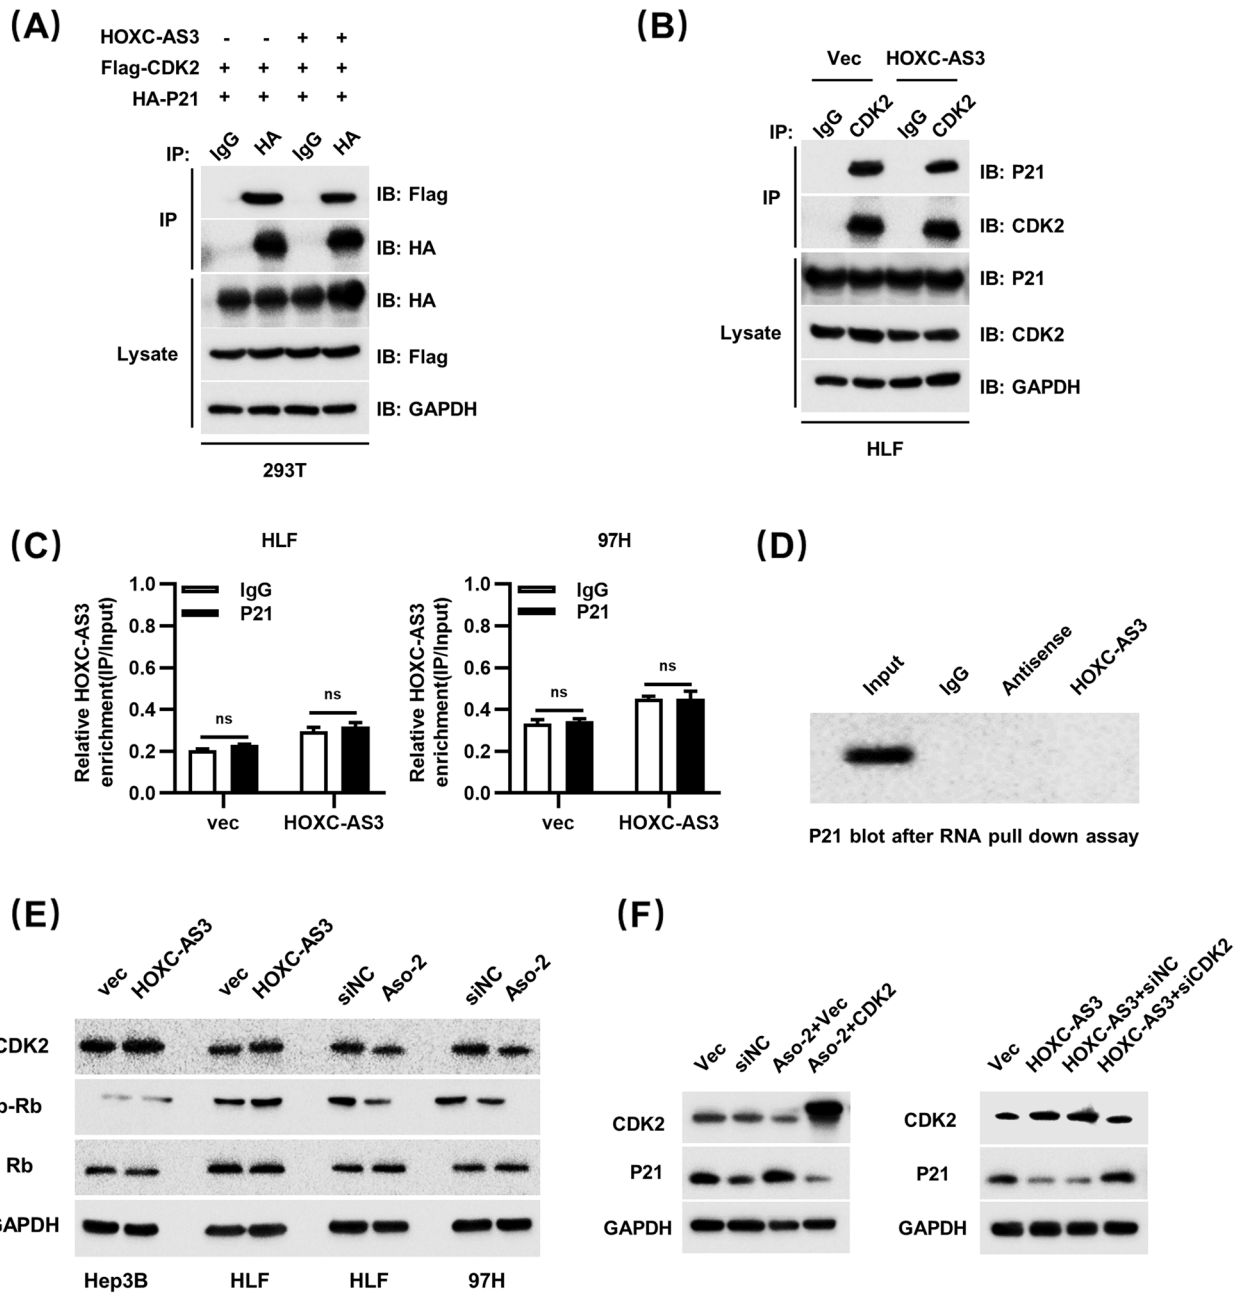 (A)
HOXC-AS3 - - + +
Flag-CDK2 + + + +
HA-P21 + + + +
IP: IgG HA IgG HA
IP
IB: Flag
IB: HA
Lysate
IB: HA
IB: Flag
IB: GAPDH
293T
(B)
Vec HOXC-AS3
IP: IgG CDK2 IgG CDK2
IP
IB: P21
IB: CDK2
Lysate
IB: P21
IB: CDK2
IB: GAPDH
HLF
(C)
HLF
Relative HOXC-AS3
enrichment(IP/Input)
1.0
0.8
0.6
0.4
0.2
0.0
IgG
P21
ns
ns
vec HOXC-AS3
97H
Relative HOXC-AS3
enrichment(IP/Input)
1.0
0.8
0.6
0.4
0.2
0.0
IgG
P21
ns
ns
vec HOXC-AS3
(D)
Input IgG Antisense HOXC-AS3
P21 blot after RNA pull down assay
(E)
vec HOXC-AS3 vec HOXC-AS3 siNC Aso-2 siNC Aso-2
CDK2
p-Rb
Rb
GAPDH
Hep3B HLF HLF 97H
(F)
Vec siNC Aso-2+Vec Aso-2+CDK2
CDK2
P21
GAPDH
Vec HOXC-AS3 HOXC-AS3+siNC HOXC-AS3+siCDK2
CDK2
P21
GAPDH